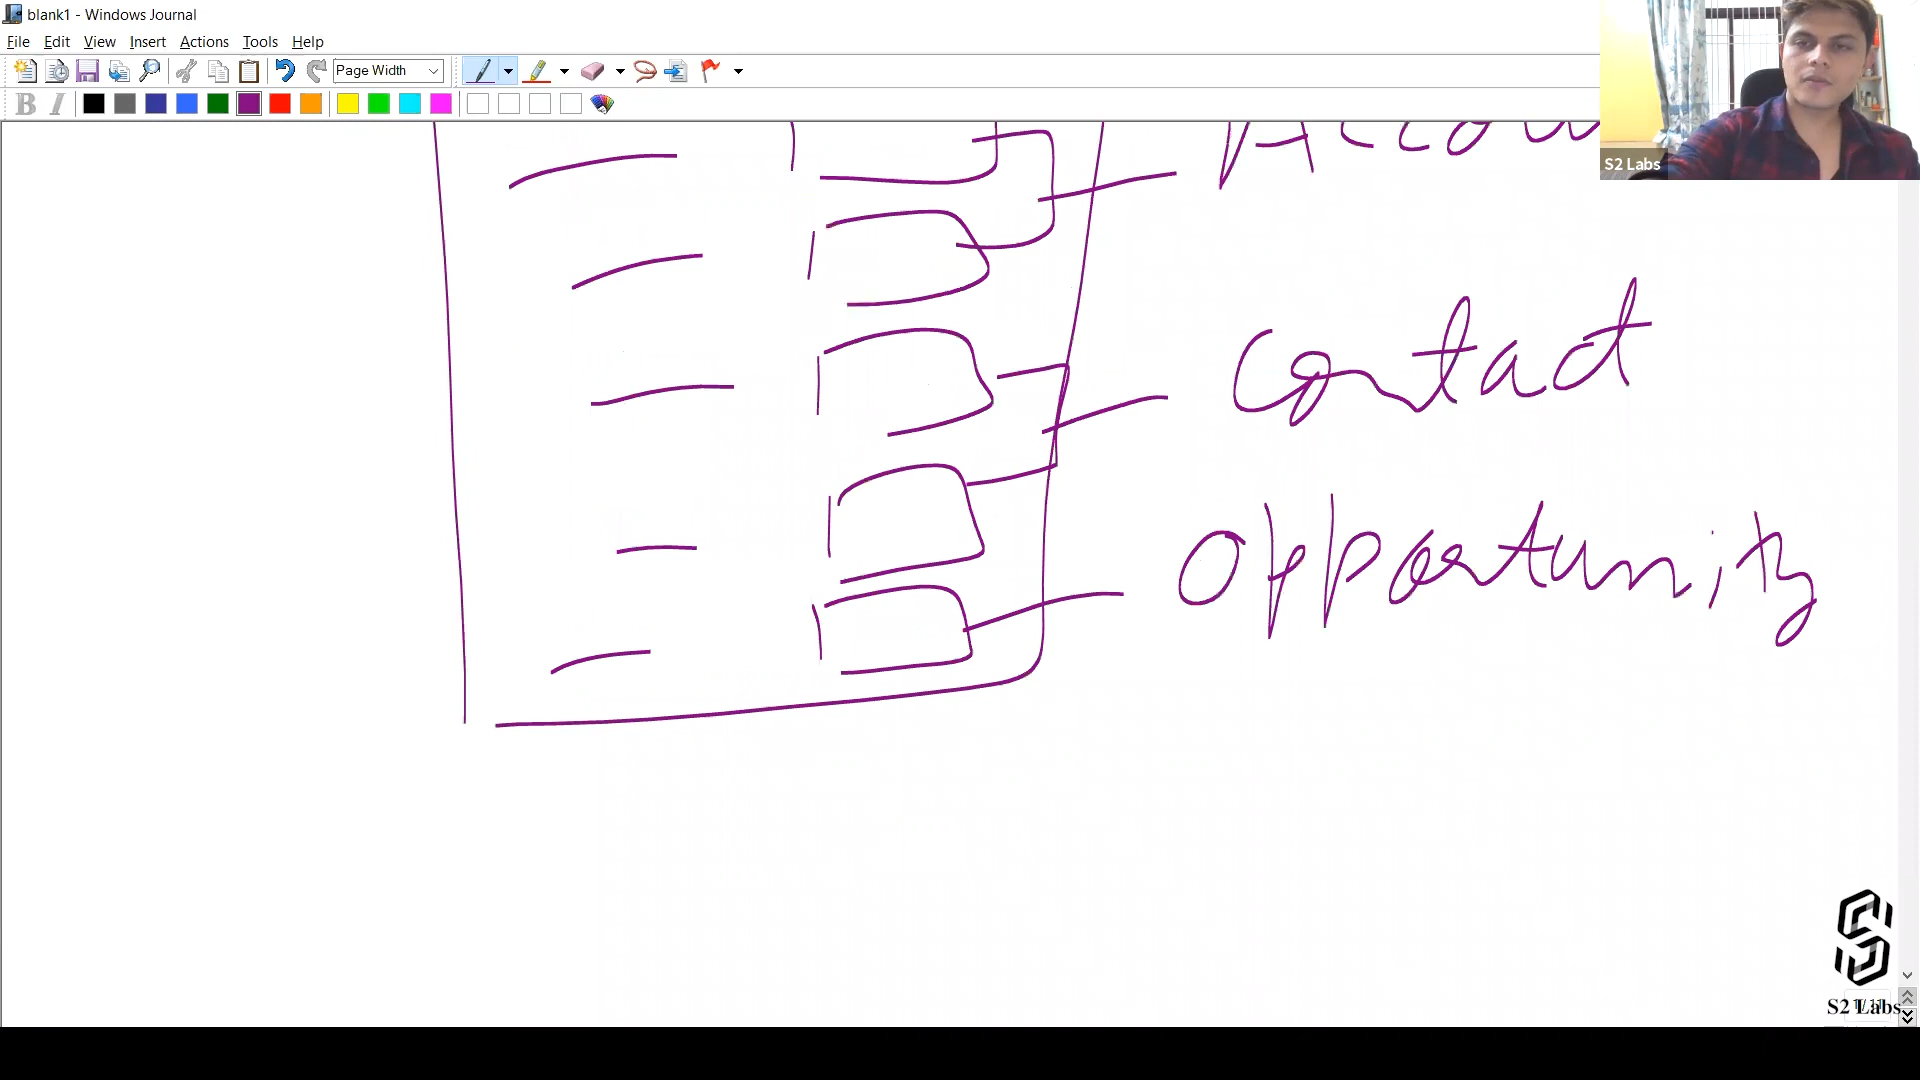 blank1 - Windows Journal
File Edit View Insert Actions Tools Help
Page Width
B I
S2 Labs
Contact
Opportunity
S2 Labs